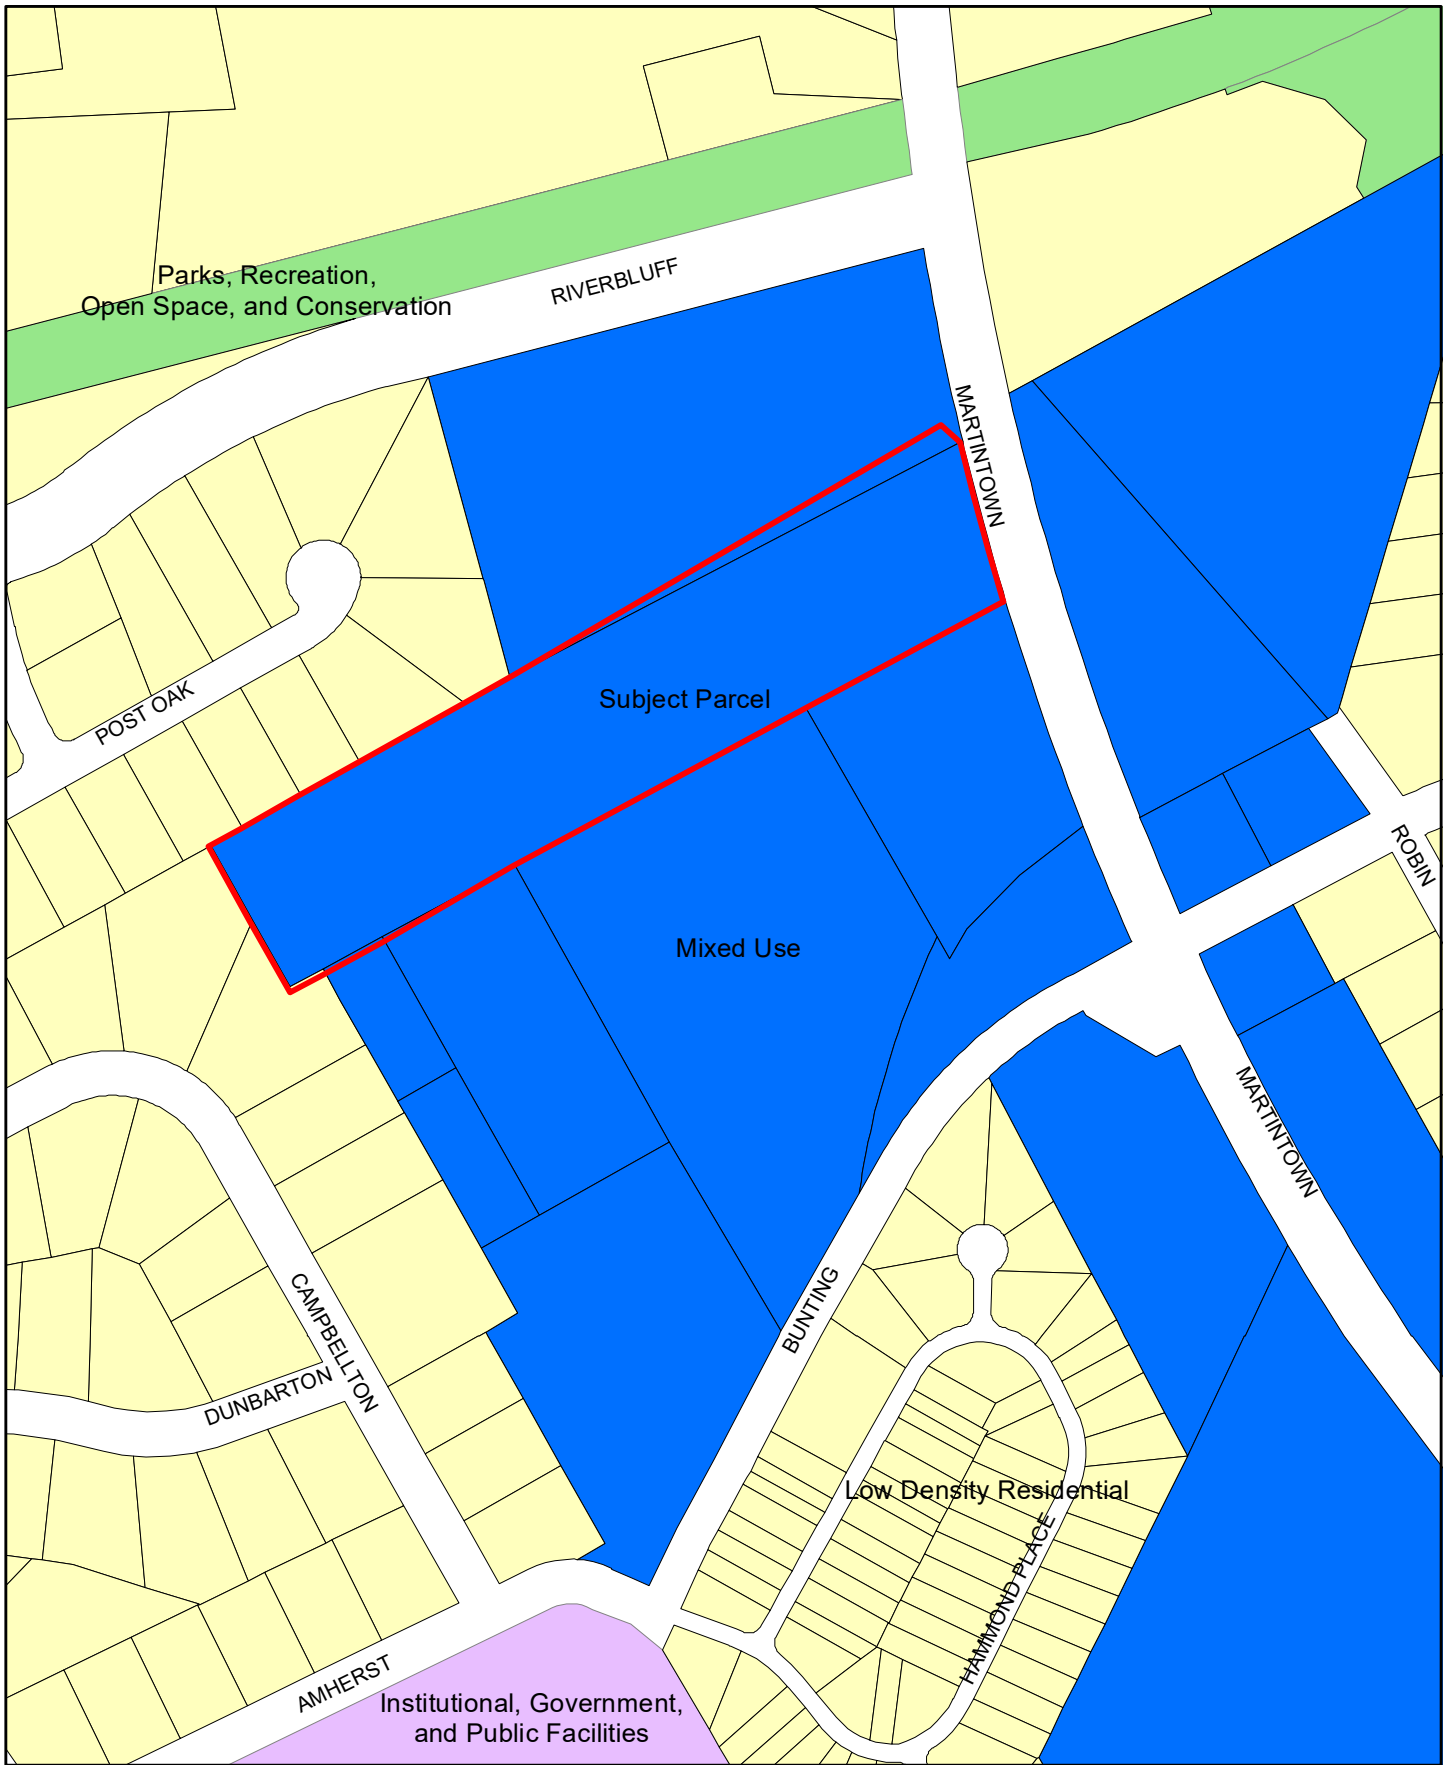 Parks, Recreation,
Open Space, and Conservation
RIVERBLUFF
MARTINTOWN
Subject Parcel
POST OAK
ROBIN
Mixed Use
MARTINTOWN
CAMPBELLTON
BUNTING
DUNBARTON
Low Density Residential
HAMMOND PLACE
AMHERST
Institutional, Government,
and Public Facilities